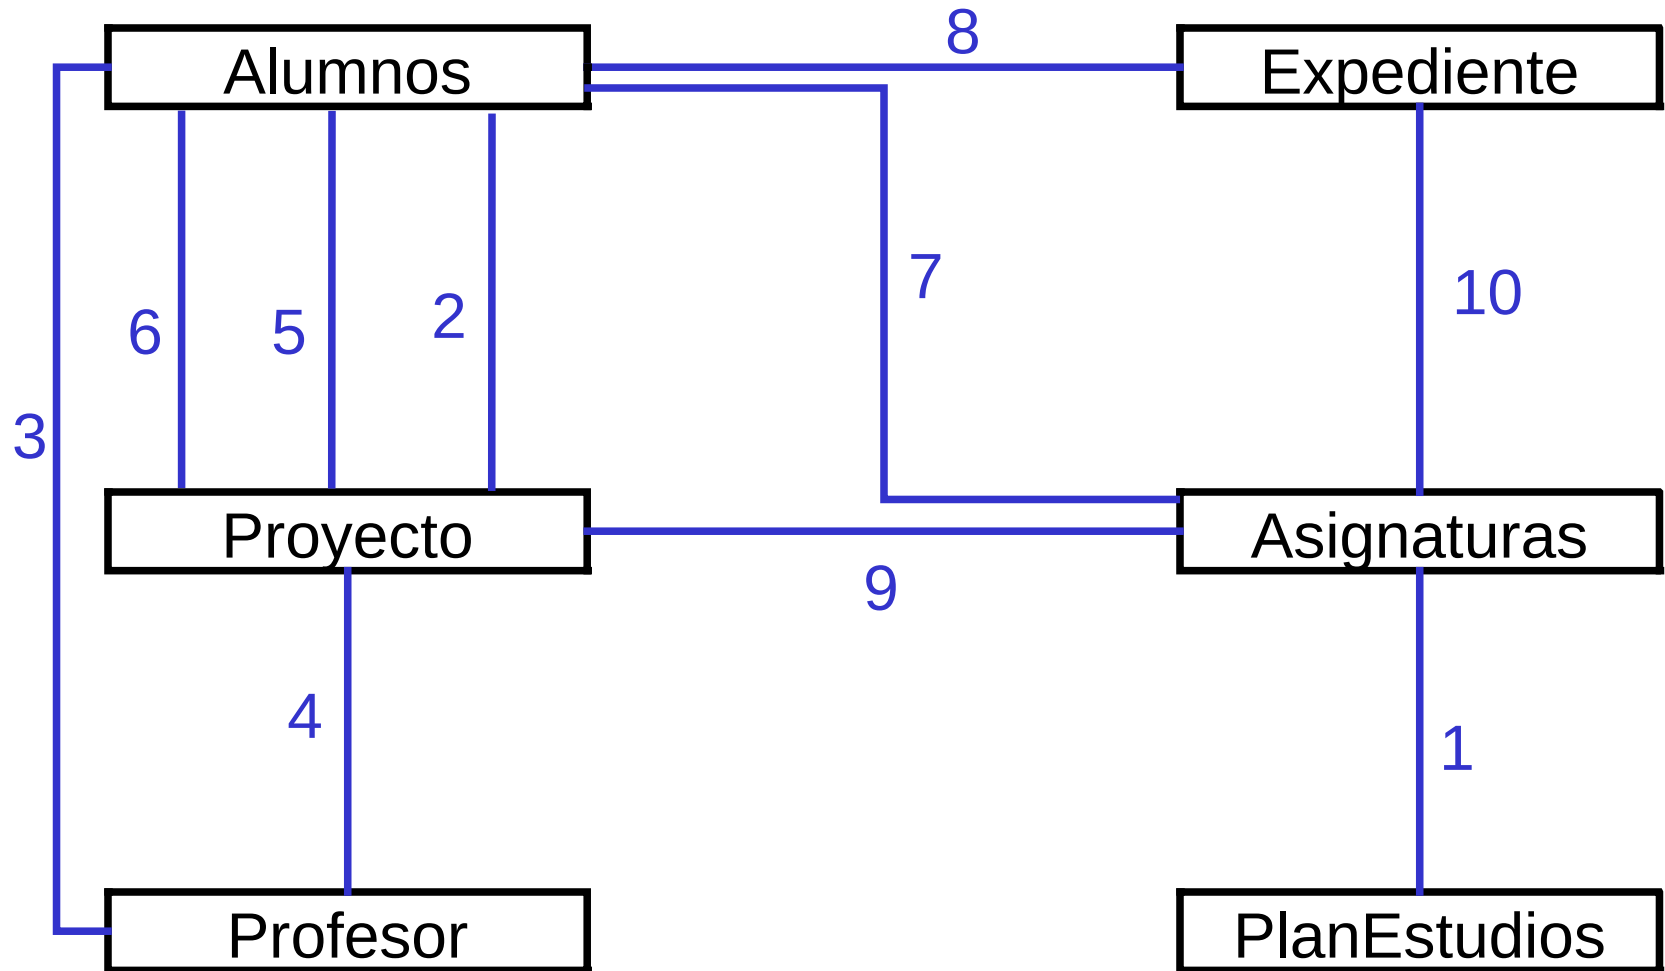 8
Alumnos
Expediente
7
10
6
5
2
3
Proyecto
Asignaturas
9
4
1
Profesor
PlanEstudios